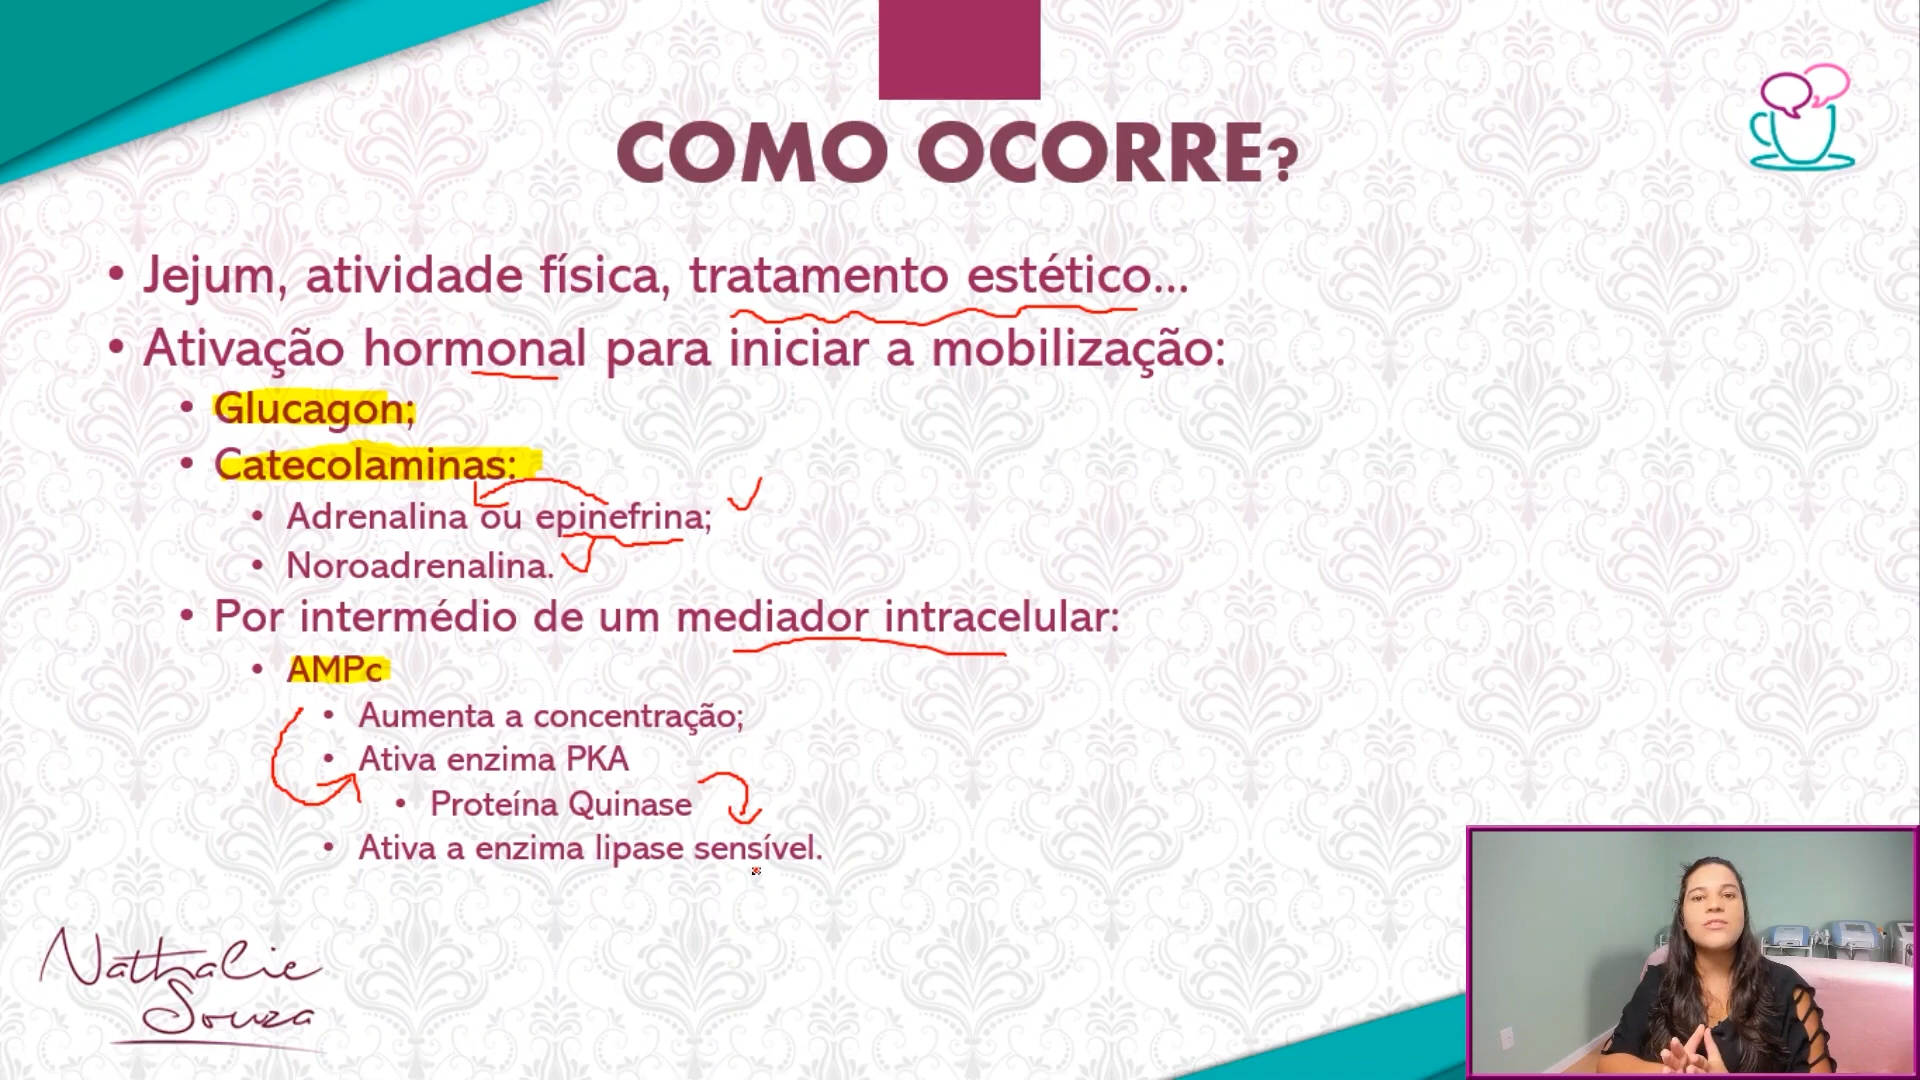 COMO OCORRE?
• Jejum, atividade física, tratamento estético...
• Ativação hormonal para iniciar a mobilização:
• Glucagon;
• Catecolaminas:
• Adrenalina ou epinefrina;
• Noroadrenalina.
• Por intermédio de um mediador intracelular:
• AMPc
• Aumenta a concentração;
• Ativa enzima PKA
• Proteína Quinase
• Ativa a enzima lipase sensível.
Nathalie
Souza